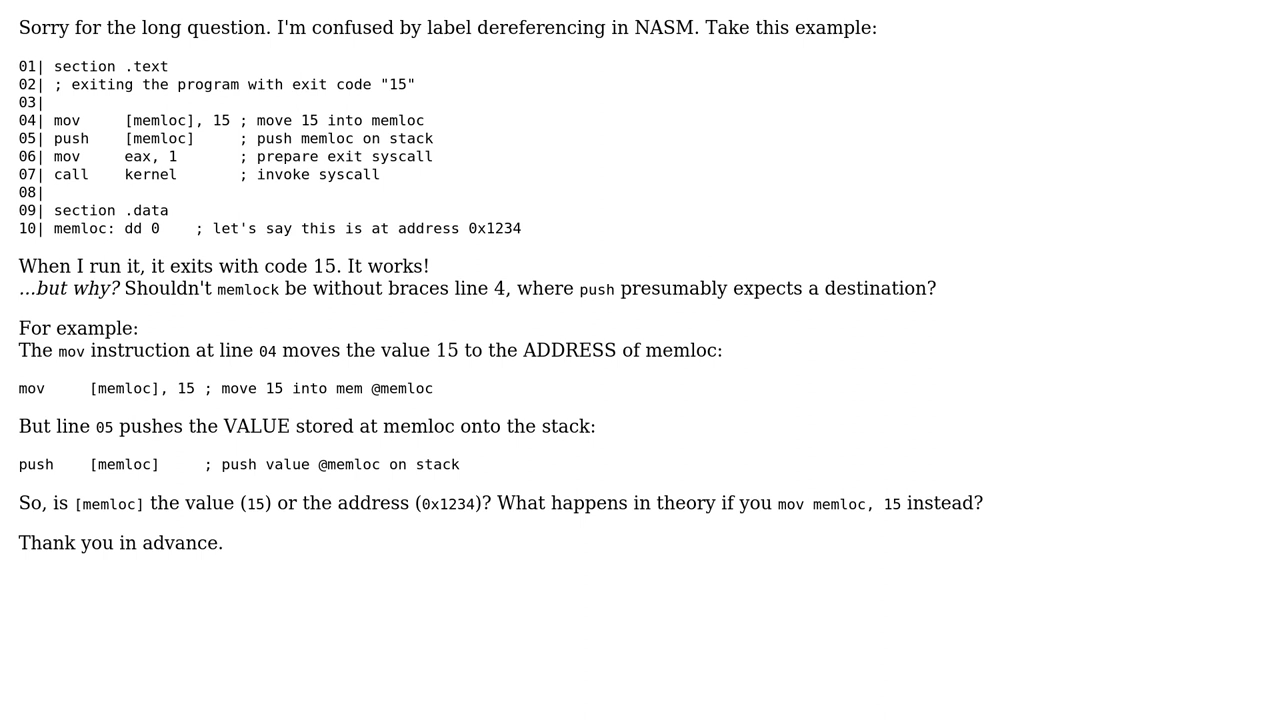 Sorry for the long question. I'm confused by label dereferencing in NASM. Take this example:
01| section .text
02| ; exiting the program with exit code "15"
03|
04| mov     [memloc], 15 ; move 15 into memloc
05| push    [memloc]     ; push memloc on stack
06| mov     eax, 1       ; prepare exit syscall
07| call    kernel       ; invoke syscall
08|
09| section .data
10| memloc: dd 0    ; let's say this is at address 0x1234
When I run it, it exits with code 15. It works!
...but why? Shouldn't memlock be without braces line 4, where push presumably expects a destination?
For example:
The mov instruction at line 04 moves the value 15 to the ADDRESS of memloc:
mov     [memloc], 15 ; move 15 into mem @memloc
But line 05 pushes the VALUE stored at memloc onto the stack:
push    [memloc]     ; push value @memloc on stack
So, is [memloc] the value (15) or the address (0x1234)? What happens in theory if you mov memloc, 15 instead?
Thank you in advance.